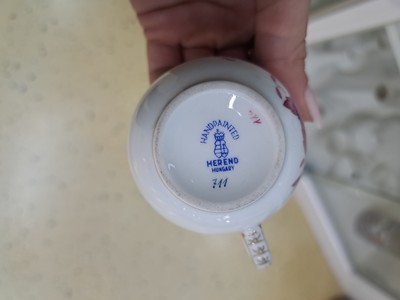 HANDPAINTED
HEREND
HUNGARY
711